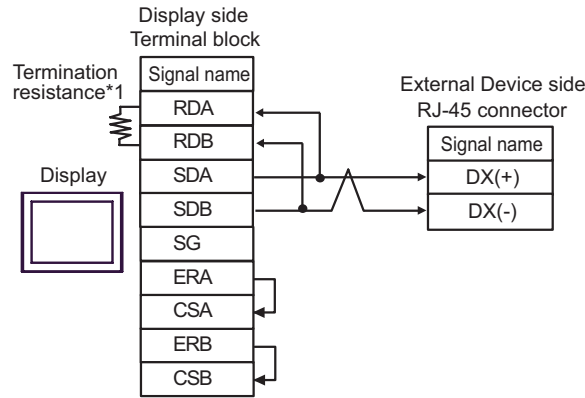 Display side
Terminal block
Termination
resistance*1
Signal name
RDA
RDB
SDA
SDB
SG
ERA
CSA
ERB
CSB
Display
External Device side
RJ-45 connector
Signal name
DX(+)
DX(-)